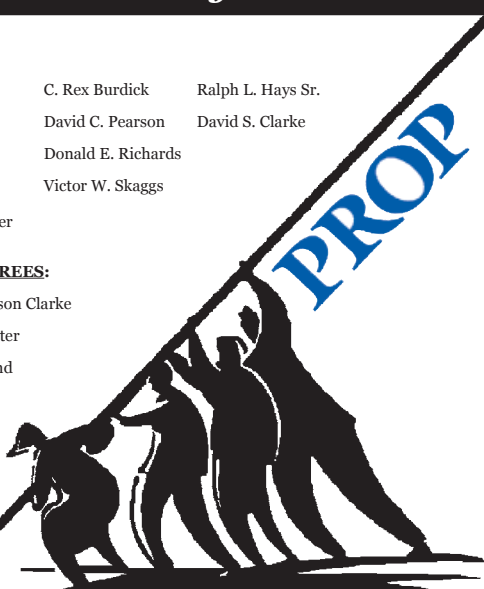 C. Rex Burdick Ralph L. Hays Sr.
David C. Pearson David S. Clarke
Donald E. Richards
Victor W. Skaggs
er
REES:
son Clarke
ter
nd
PROP